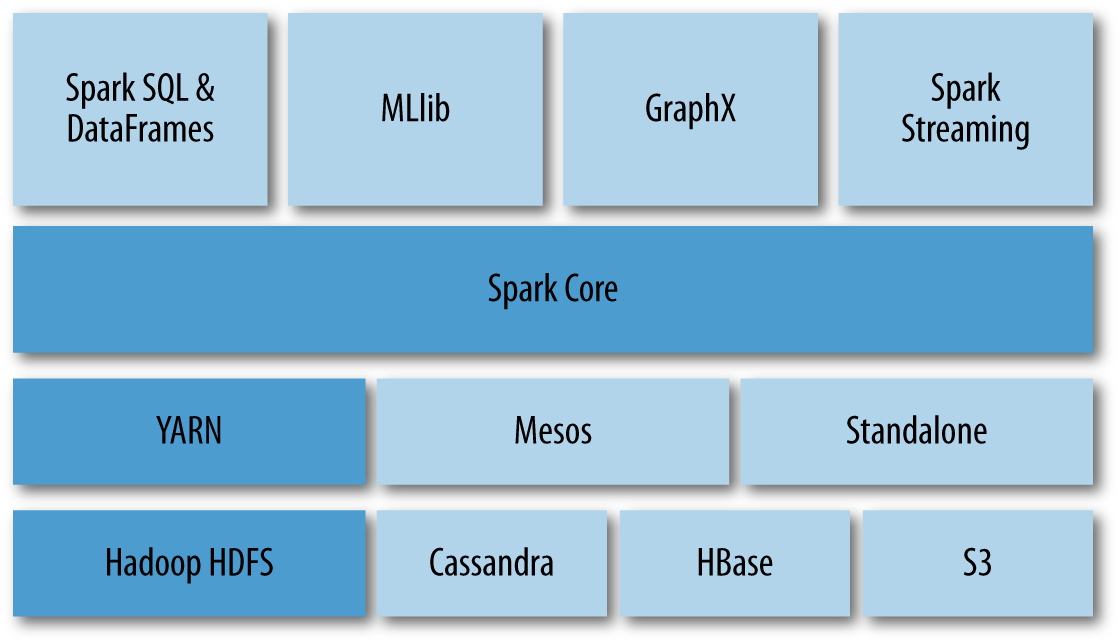 Spark SQL &
DataFrames
MLlib
GraphX
Spark
Streaming
Spark Core
YARN
Mesos
Standalone
Hadoop HDFS
Cassandra
HBase
S3